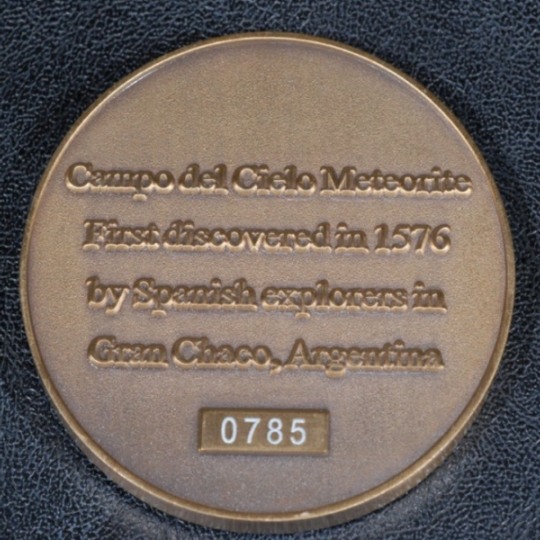 Campo del Cielo Meteorite
First discovered in 1576
by Spanish explorers in
Gran Chaco, Argentina
0785